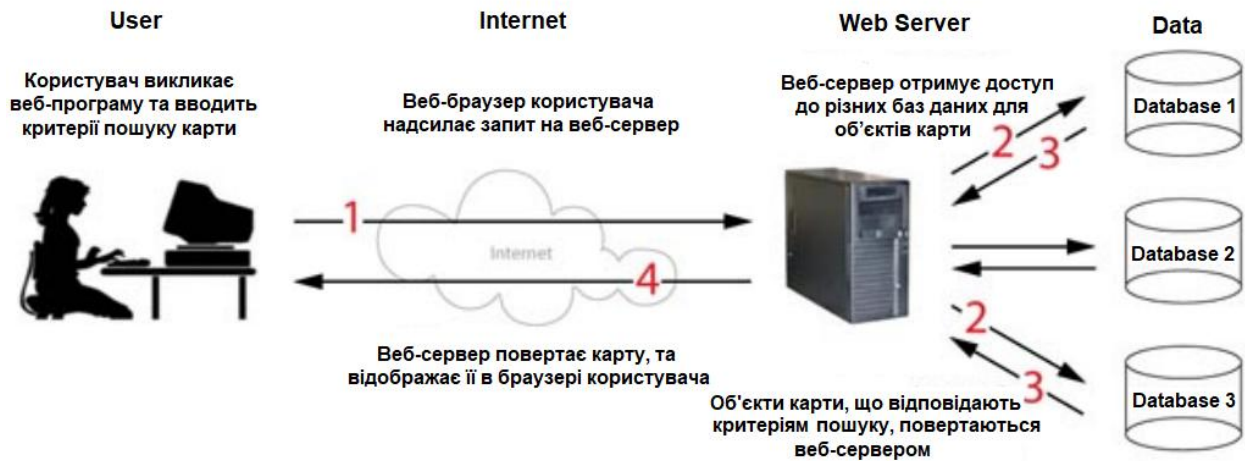 User
Internet
Web Server
Data
Користувач викликає
веб-програму та вводить
критерії пошуку карти
Веб-браузер користувача
надсилає запит на веб-сервер
Веб-сервер отримує доступ
до різних баз даних для
об’єктів карти
Database 1
2
3
1
Internet
4
Database 2
2
3
Веб-сервер повертає карту, та
відображає її в браузері користувача
Database 3
Об'єкти карти, що відповідають
критеріям пошуку, повертаються
веб-сервером